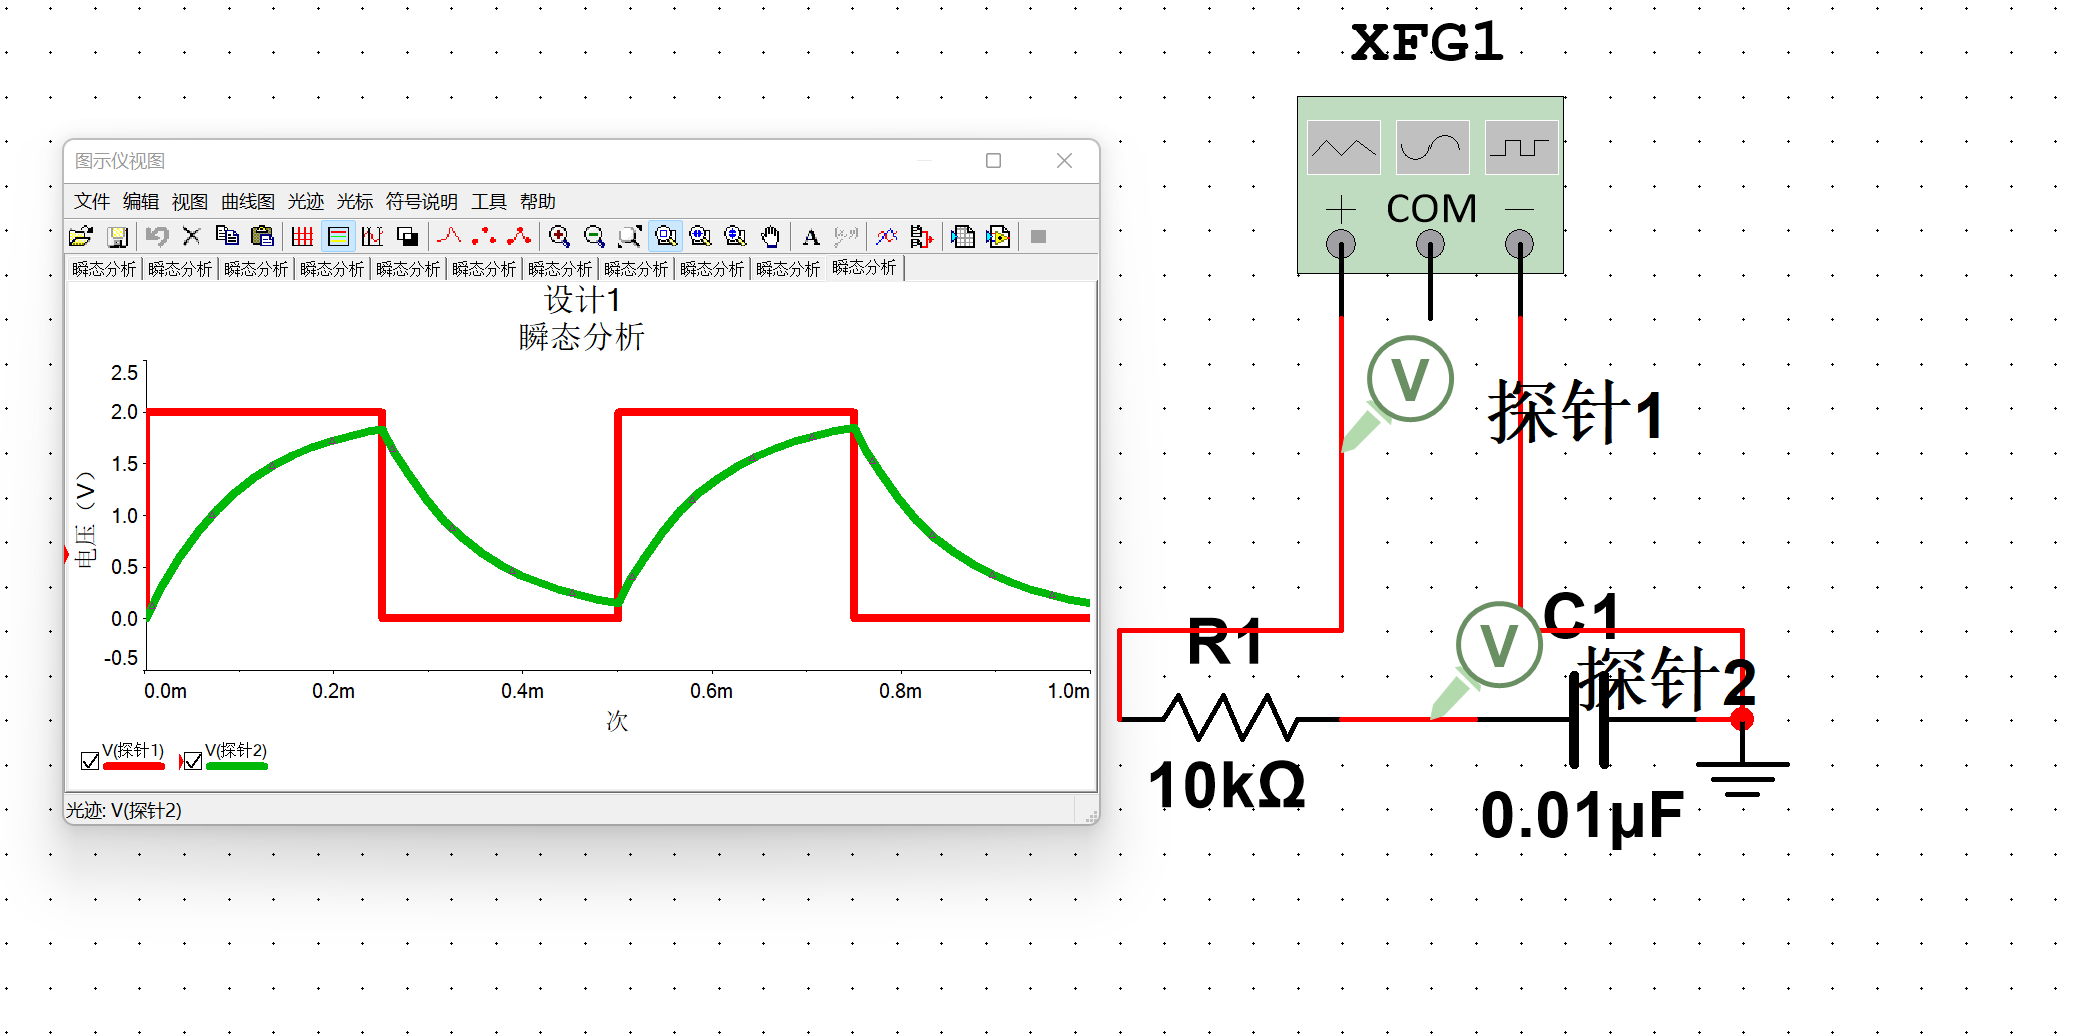 XFG1
COM
图示仪视图
文件 编辑 视图 曲线图 光迹 光标 符号说明 工具 帮助
A
瞬态分析 瞬态分析 瞬态分析 瞬态分析 瞬态分析 瞬态分析 瞬态分析 瞬态分析 瞬态分析 瞬态分析 瞬态分析
设计1
瞬态分析
2.5
2.0
1.5
1.0
0.5
0.0
-0.5
电压（V）
0.0m 0.2m 0.4m 0.6m 0.8m 1.0m
次
V(探针1) V(探针2)
光迹: V(探针2)
V
探针1
V
C1
R1
探针2
10kΩ
0.01µF